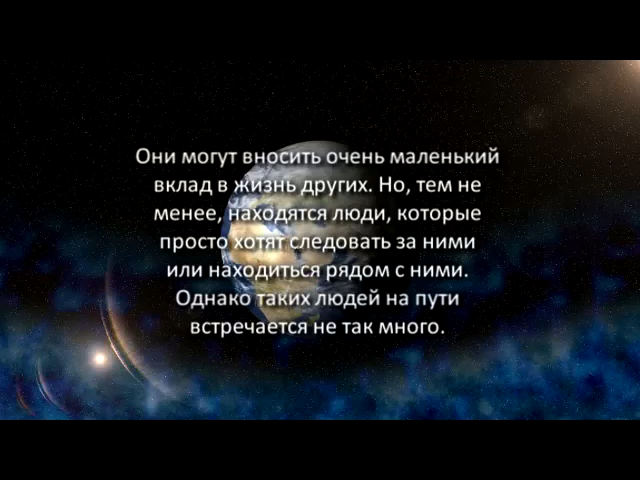 Они могут вносить очень маленький
вклад в жизнь других. Но, тем не
менее, находятся люди, которые
просто хотят следовать за ними
или находиться рядом с ними.
Однако таких людей на пути
встречается не так много.